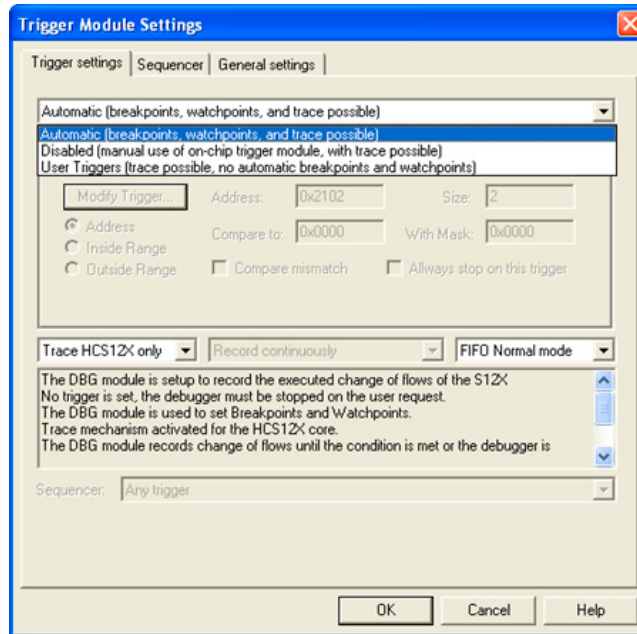 Trigger Module Settings
Trigger settings Sequencer General settings
Automatic (breakpoints, watchpoints, and trace possible)
Automatic (breakpoints, watchpoints, and trace possible)
Disabled (manual use of on-chip trigger module, with trace possible)
User Triggers (trace possible, no automatic breakpoints and watchpoints)
Modify Trigger... Address: 0x2102 Size: 2
Address
Compare to: 0x0000 With Mask: 0x0000
Inside Range
Outside Range Compare mismatch Allways stop on this trigger
Trace HCS12X only Record continuously FIFO Normal mode
The DBG module is setup to record the executed change of flows of the S12X
No trigger is set, the debugger must be stopped on the user request.
The DBG module is used to set Breakpoints and Watchpoints.
Trace mechanism activated for the HCS12X core.
The DBG module records change of flows until the condition is met or the debugger is
Sequencer: Any trigger
OK Cancel Help